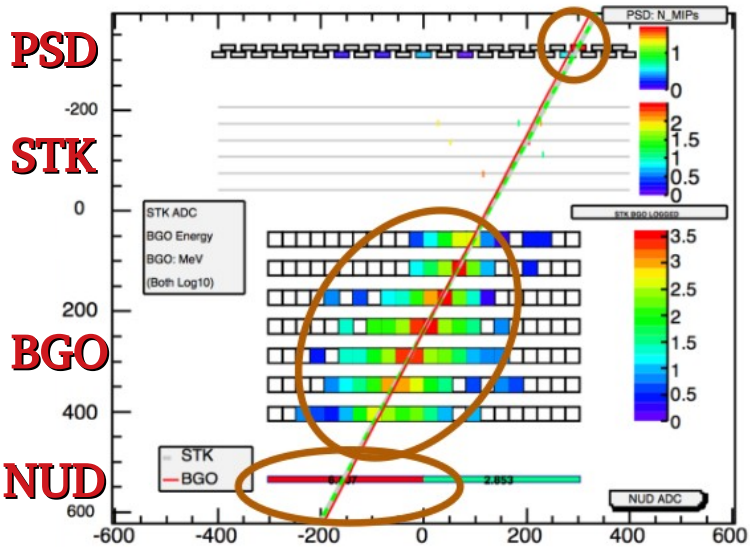 PSD
PSD: N_MIPs
1
0
-200
STK
2
1.5
1
0.5
0
0
STK BGO LOGGED
STK ADC
BGO Energy
BGO: MeV
(Both Log10)
3.5
3
2.5
2
1.5
1
0.5
0
200
BGO
400
STK
BGO
NUD
2.853
NUD ADC
600
-600
-400
-200
0
200
400
600